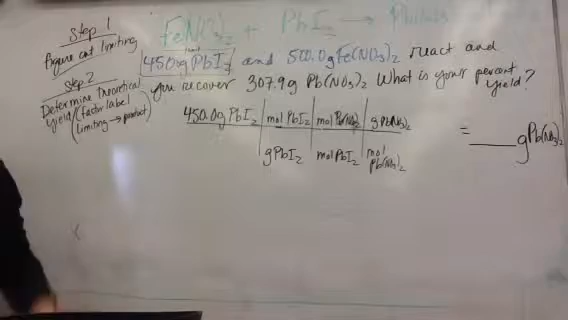 Step 1
Figure out limiting
FeNO₃)₂ + PbI₂ →
450.0g PbI₂ and 500.0g Fe(NO₃)₂ react and
you recover 307.9g Pb(NO₃)₂ What is your percent yield?
Step 2
Determine theoretical
yield (factor label
limiting → product)
450.0g PbI₂ | mol PbI₂ | mol Pb(NO₃)₂ | g Pb(NO₃)₂
= ____ g Pb(NO₃)₂
g PbI₂ | mol PbI₂ | mol Pb(NO₃)₂